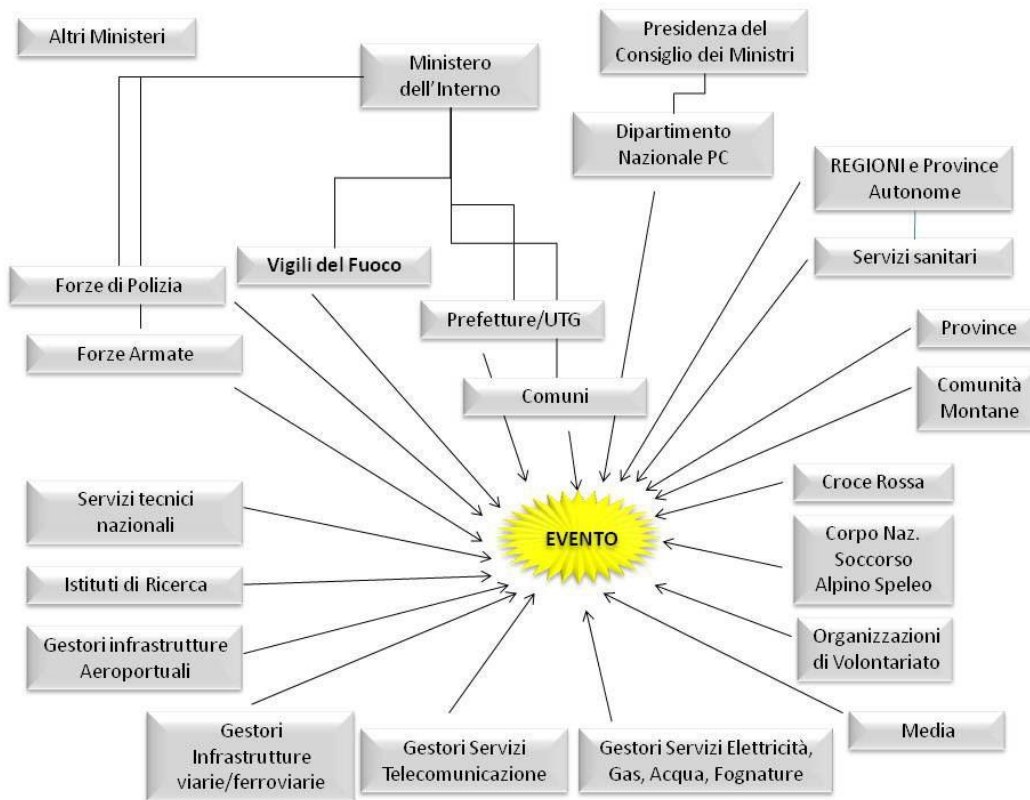 Altri Ministeri
Ministero
dell'Interno
Presidenza del
Consiglio dei Ministri
Dipartimento
Nazionale PC
REGIONI e Province
Autonome
Servizi sanitari
Vigili del Fuoco
Forze di Polizia
Prefetture/UTG
Forze Armate
Province
Comuni
Comunità
Montane
Servizi tecnici
nazionali
Croce Rossa
EVENTO
Corpo Naz.
Soccorso
Alpino Speleo
Istituti di Ricerca
Gestori infrastrutture
Aeroportuali
Organizzazioni
di Volontariato
Gestori
Infrastrutture
viarie/ferroviarie
Gestori Servizi
Telecomunicazione
Gestori Servizi Elettricità,
Gas, Acqua, Fognature
Media